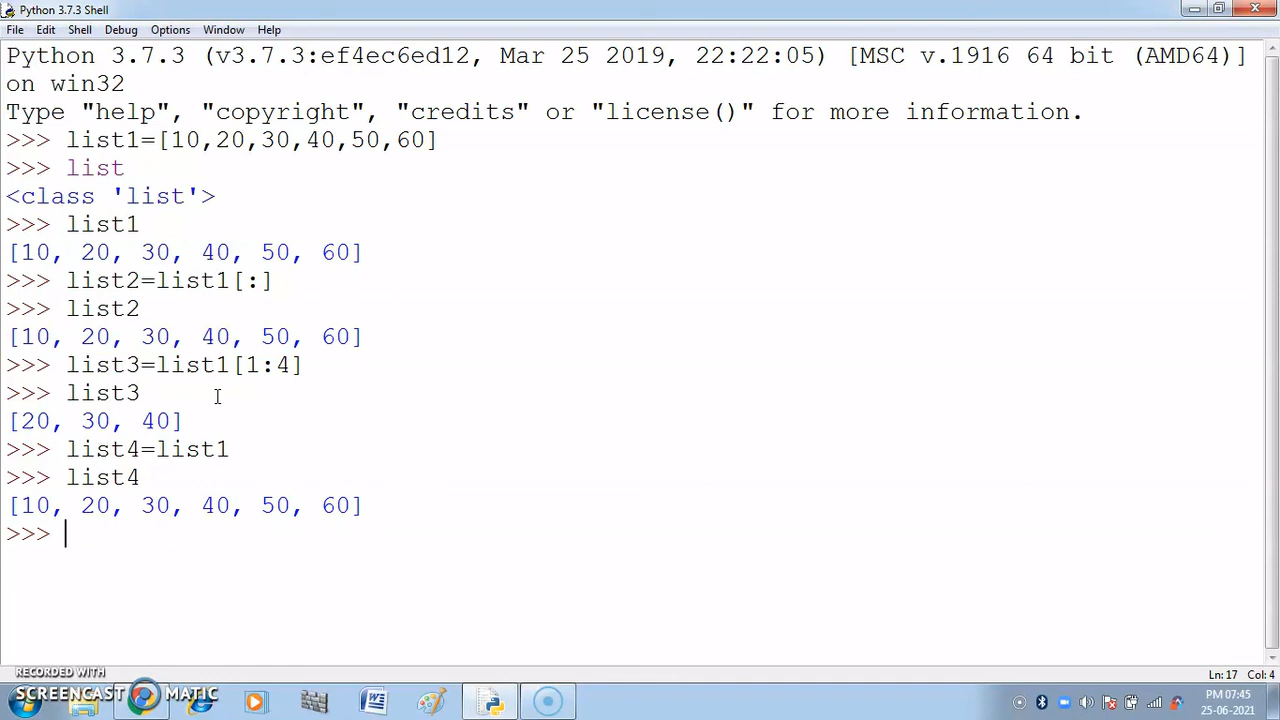 Python 3.7.3 Shell
File Edit Shell Debug Options Window Help
Python 3.7.3 (v3.7.3:ef4ec6ed12, Mar 25 2019, 22:22:05) [MSC v.1916 64 bit (AMD64)]
on win32
Type "help", "copyright", "credits" or "license()" for more information.
>>> list1=[10,20,30,40,50,60]
>>> list
<class 'list'>
>>> list1
[10, 20, 30, 40, 50, 60]
>>> list2=list1[:]
>>> list2
[10, 20, 30, 40, 50, 60]
>>> list3=list1[1:4]
>>> list3
[20, 30, 40]
>>> list4=list1
>>> list4
[10, 20, 30, 40, 50, 60]
>>>
Ln: 17 Col: 4
RECORDED WITH
SCREENCAST MATIC
PM 07:45
25-06-2021